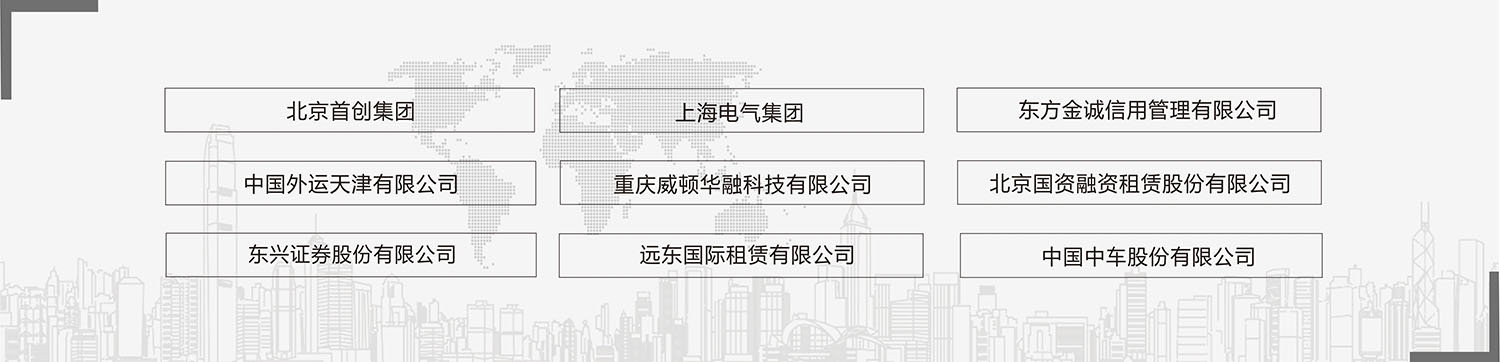 北京首创集团
上海电气集团
东方金诚信用管理有限公司
中国外运天津有限公司
重庆威顿华融科技有限公司
北京国资融资租赁股份有限公司
东兴证券股份有限公司
远东国际租赁有限公司
中国中车股份有限公司